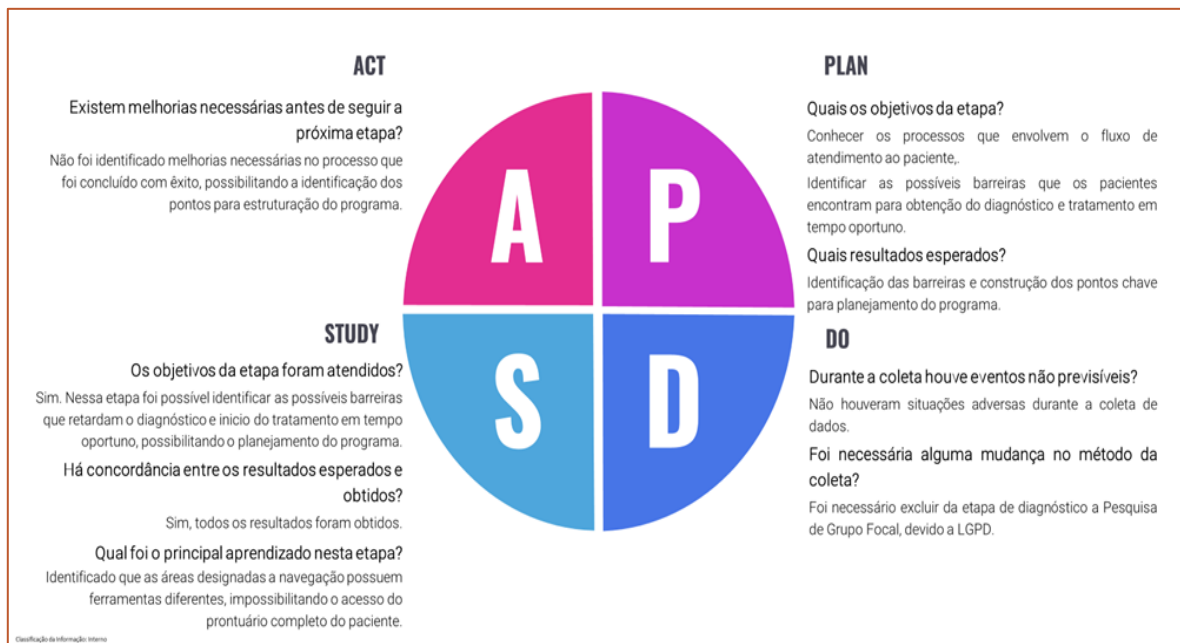 ACT
Existem melhorias necessárias antes de seguir a
próxima etapa?
Não foi identificado melhorias necessárias no processo que
foi concluído com êxito, possibilitando a identificação dos
pontos para estruturação do programa.
PLAN
Quais os objetivos da etapa?
Conhecer os processos que envolvem o fluxo de
atendimento ao paciente,.
Identificar as possíveis barreiras que os pacientes
encontram para obtenção do diagnóstico e tratamento em
tempo oportuno.
Quais resultados esperados?
Identificação das barreiras e construção dos pontos chave
para planejamento do programa.
A
P
S
D
STUDY
Os objetivos da etapa foram atendidos?
Sim. Nessa etapa foi possível identificar as possíveis barreiras
que retardam o diagnóstico e inicio do tratamento em tempo
oportuno, possibilitando o planejamento do programa.
Há concordância entre os resultados esperados e
obtidos?
Sim, todos os resultados foram obtidos.
Qual foi o principal aprendizado nesta etapa?
Identificado que as áreas designadas a navegação possuem
ferramentas diferentes, impossibilitando o acesso do
prontuário completo do paciente.
DO
Durante a coleta houve eventos não previsíveis?
Não houveram situações adversas durante a coleta de
dados.
Foi necessária alguma mudança no método da
coleta?
Foi necessário excluir da etapa de diagnóstico a Pesquisa
de Grupo Focal, devido a LGPD.
Classificação da Informação: Interno